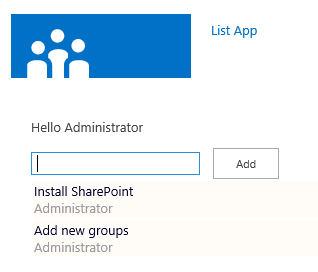 List App
Hello Administrator
Add
Install SharePoint
Administrator
Add new groups
Administrator